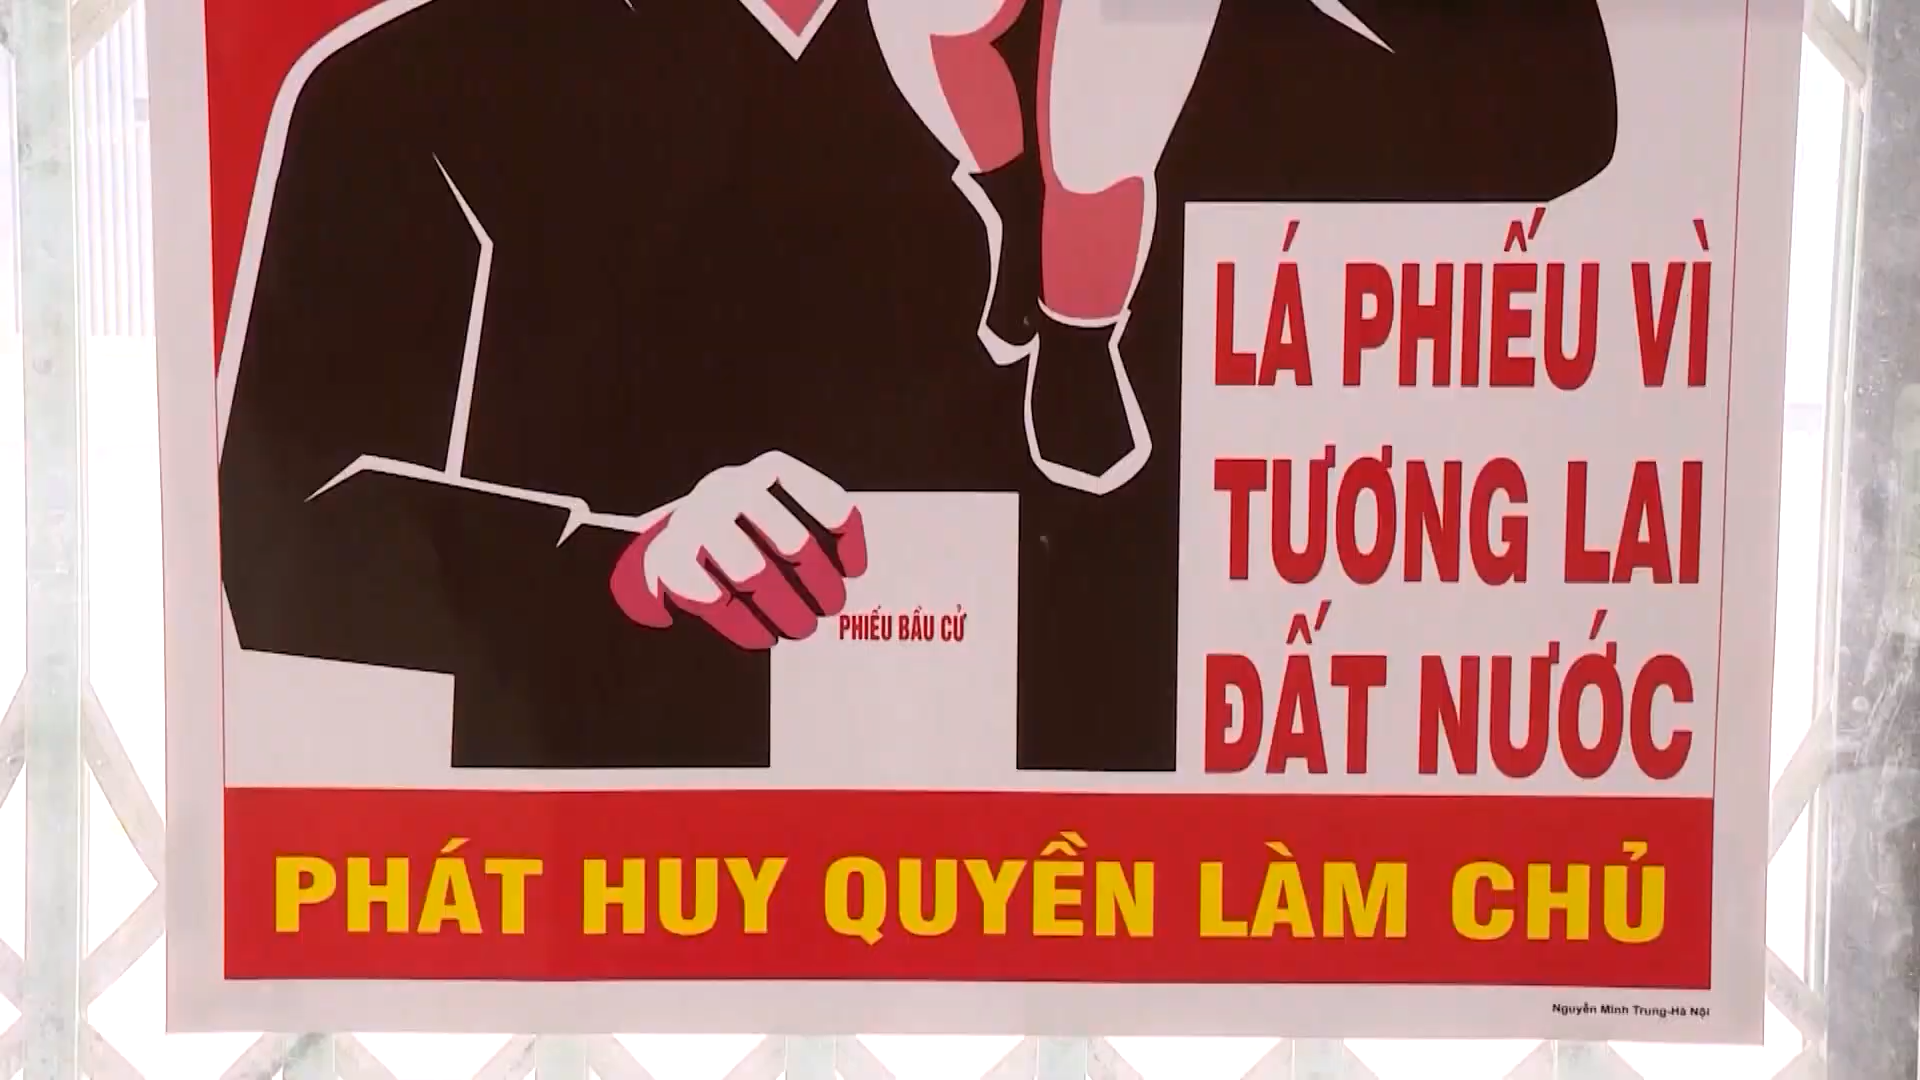 LÁ PHIẾU VÌ
TƯƠNG LAI
ĐẤT NƯỚC
PHIẾU BẦU CỬ
PHÁT HUY QUYỀN LÀM CHỦ
Nguyễn Minh Trung-Hà Nội